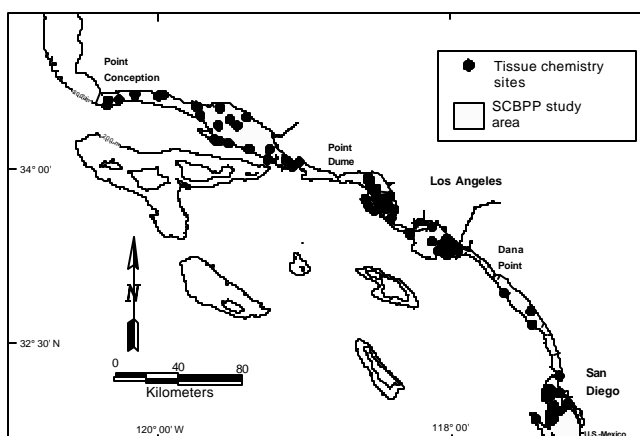 Point
Conception
Tissue chemistry
sites
SCBPP study
area
Point
Dume
34° 00'
Los Angeles
Dana
Point
N
32° 30' N
0 40 80
Kilometers
San
Diego
120° 00' W
118° 00'
U.S.-Mexico